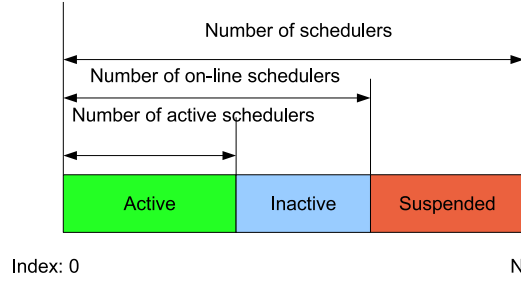 Number of schedulers
Number of on-line schedulers
Number of active schedulers
Active Inactive Suspended
Index: 0 N